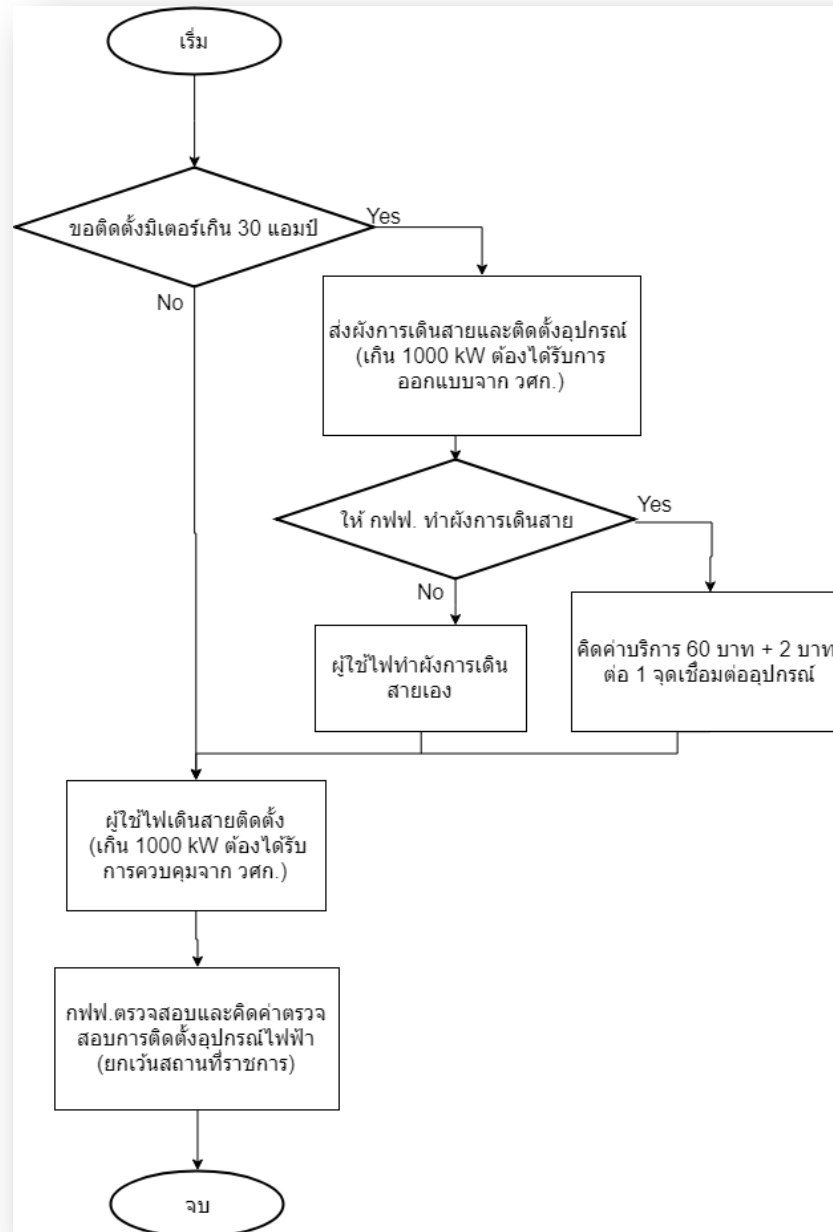 เริ่ม
ขอติดตั้งมิเตอร์เกิน 30 แอมป์
Yes
No
ส่งผังการเดินสายและติดตั้งอุปกรณ์
(เกิน 1000 kW ต้องได้รับการ
ออกแบบจาก วศก.)
ให้ กฟฟ. ทำผังการเดินสาย
Yes
No
ผู้ใช้ไฟทำผังการเดิน
สายเอง
คิดค่าบริการ 60 บาท + 2 บาท
ต่อ 1 จุดเชื่อมต่ออุปกรณ์
ผู้ใช้ไฟเดินสายติดตั้ง
(เกิน 1000 kW ต้องได้รับ
การควบคุมจาก วศก.)
กฟฟ.ตรวจสอบและคิดค่าตรวจ
สอบการติดตั้งอุปกรณ์ไฟฟ้า
(ยกเว้นสถานที่ราชการ)
จบ